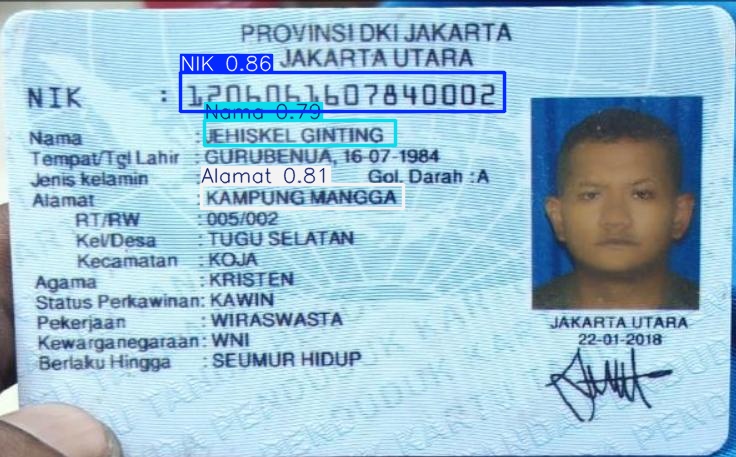 PROVINSI DKI JAKARTA
JAKARTA UTARA
NIK 0.86
NIK : 1206061607840002
Nama 0.79
Nama : JEHISKEL GINTING
Tempat/Tgl Lahir : GURUBENUA, 16-07-1984
Jenis kelamin Alamat 0.81 Gol. Darah : A
Alamat : KAMPUNG MANGGA
RT/RW : 005/002
Kel/Desa : TUGU SELATAN
Kecamatan : KOJA
Agama : KRISTEN
Status Perkawinan: KAWIN
Pekerjaan : WIRASWASTA
Kewarganegaraan: WNI
Berlaku Hingga : SEUMUR HIDUP
JAKARTA UTARA
22-01-2018